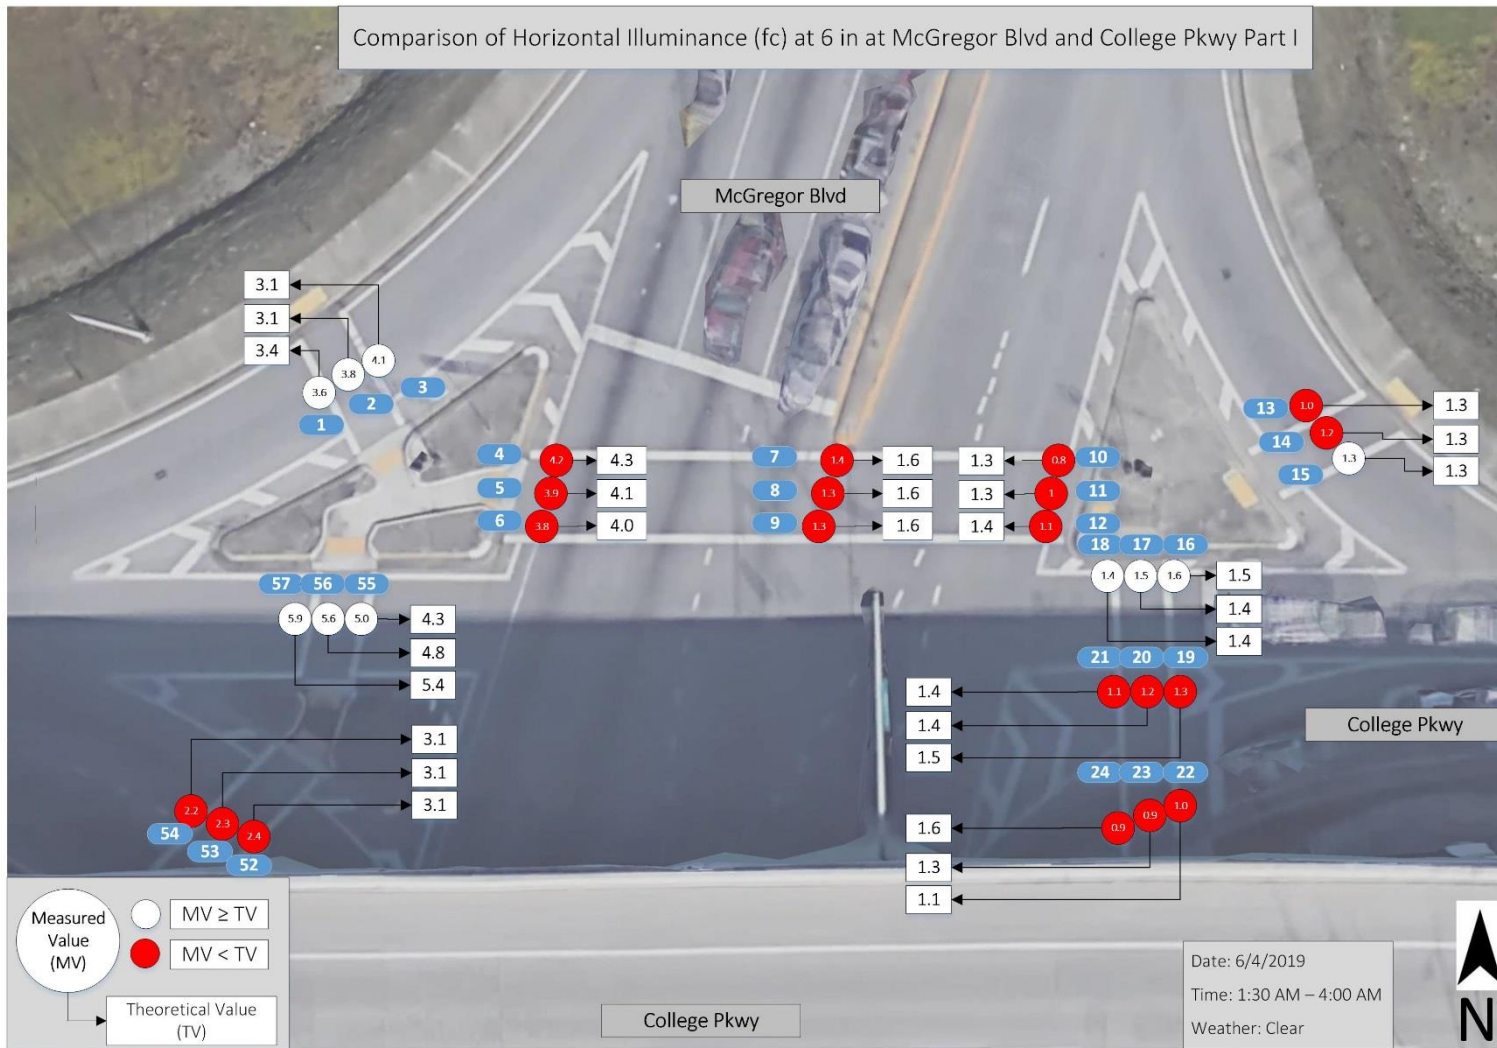 Comparison of Horizontal Illuminance (fc) at 6 in at McGregor Blvd and College Pkwy Part I
McGregor Blvd
3.1
3.1
3.4
4.1
3.8
3.6
3
2
1
4
4.2
4.3
5
3.9
4.1
6
3.8
4.0
7
1.4
1.6
8
1.3
1.6
9
1.3
1.6
1.3
0.8
10
1.3
1
11
1.4
1.1
12
13
1.0
1.3
14
1.2
1.3
15
1.3
1.3
18 17 16
1.4 1.5 1.6
1.5
1.4
1.4
57 56 55
5.9 5.6 5.0
4.3
4.8
5.4
21 20 19
1.1 1.2 1.3
1.4
1.4
1.5
College Pkwy
3.1
3.1
3.1
2.2
2.3
2.4
54
53
52
24 23 22
0.9 0.9 1.0
1.6
1.3
1.1
Measured
Value
(MV)
MV ≥ TV
MV < TV
Theoretical Value
(TV)
College Pkwy
Date: 6/4/2019
Time: 1:30 AM – 4:00 AM
Weather: Clear
N